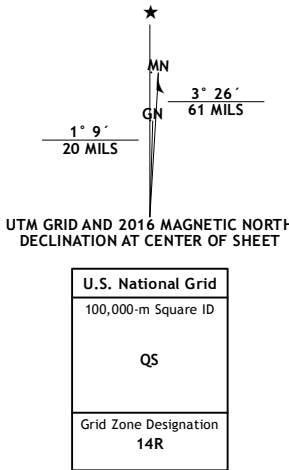 ★
MN
GN
3° 26´
61 MILS
1° 9´
20 MILS
UTM GRID AND 2016 MAGNETIC NORTH
DECLINATION AT CENTER OF SHEET
U.S. National Grid
100,000-m Square ID
QS
Grid Zone Designation
14R